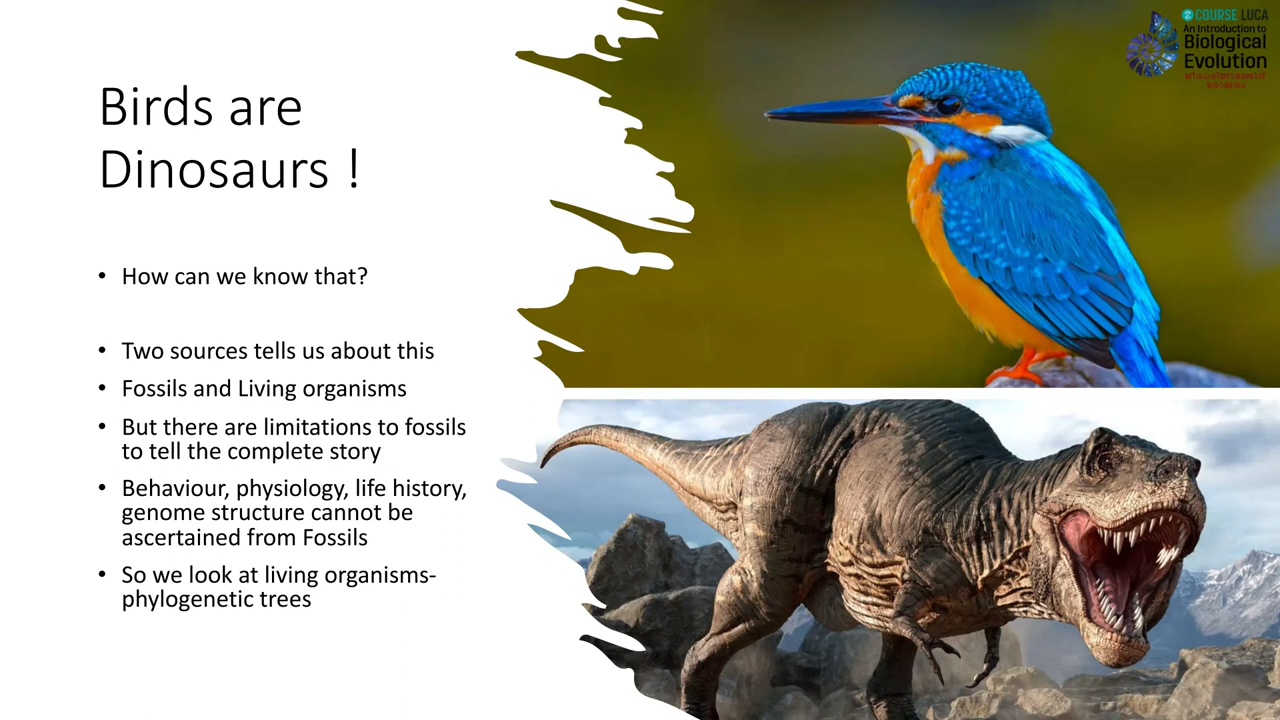 Birds are
Dinosaurs !
• How can we know that?
• Two sources tells us about this
• Fossils and Living organisms
• But there are limitations to fossils
to tell the complete story
• Behaviour, physiology, life history,
genome structure cannot be
ascertained from Fossils
• So we look at living organisms-
phylogenetic trees
COURSE LUCA
An Introduction to
Biological
Evolution